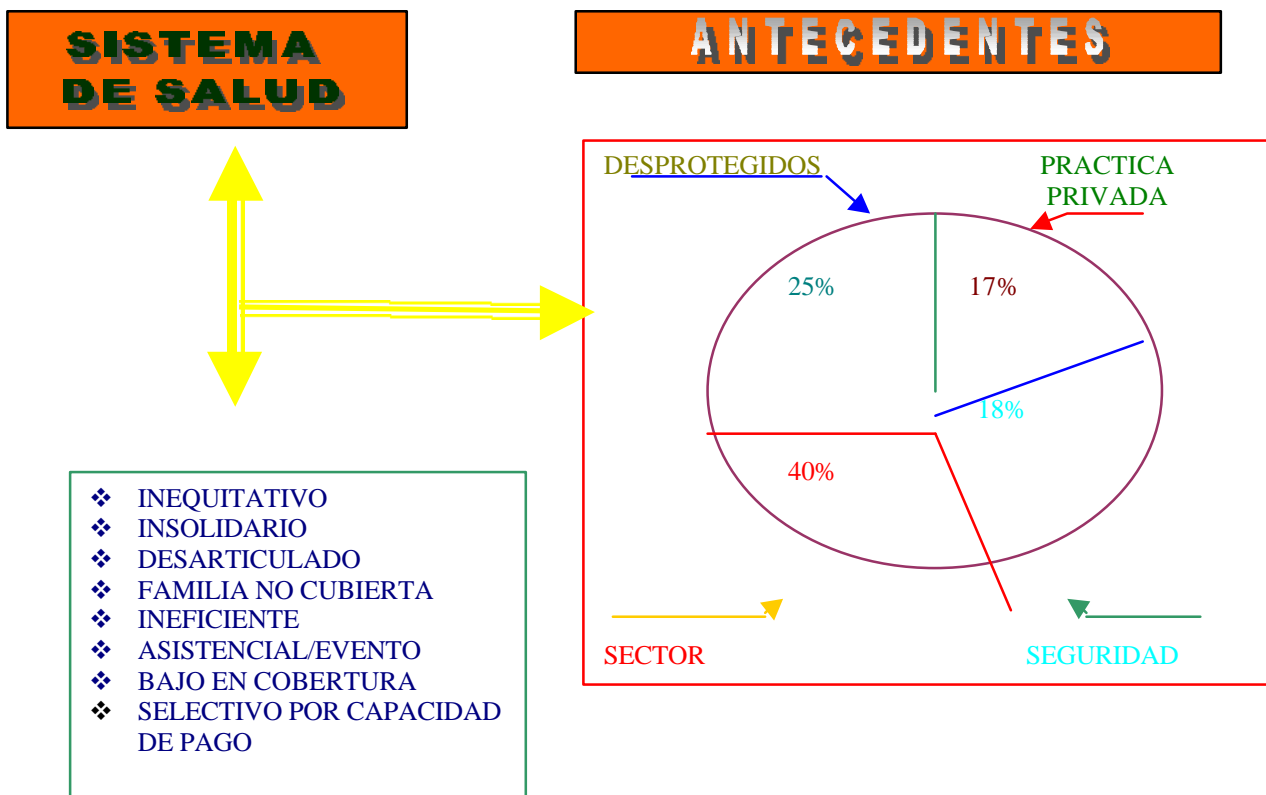 SISTEMA
DE SALUD
ANTECEDENTES
DESPROTEGIDOS
PRACTICA
PRIVADA
25%
17%
18%
40%
SECTOR
SEGURIDAD
❖ INEQUITATIVO
❖ INSOLIDARIO
❖ DESARTICULADO
❖ FAMILIA NO CUBIERTA
❖ INEFICIENTE
❖ ASISTENCIAL/EVENTO
❖ BAJO EN COBERTURA
❖ SELECTIVO POR CAPACIDAD
DE PAGO